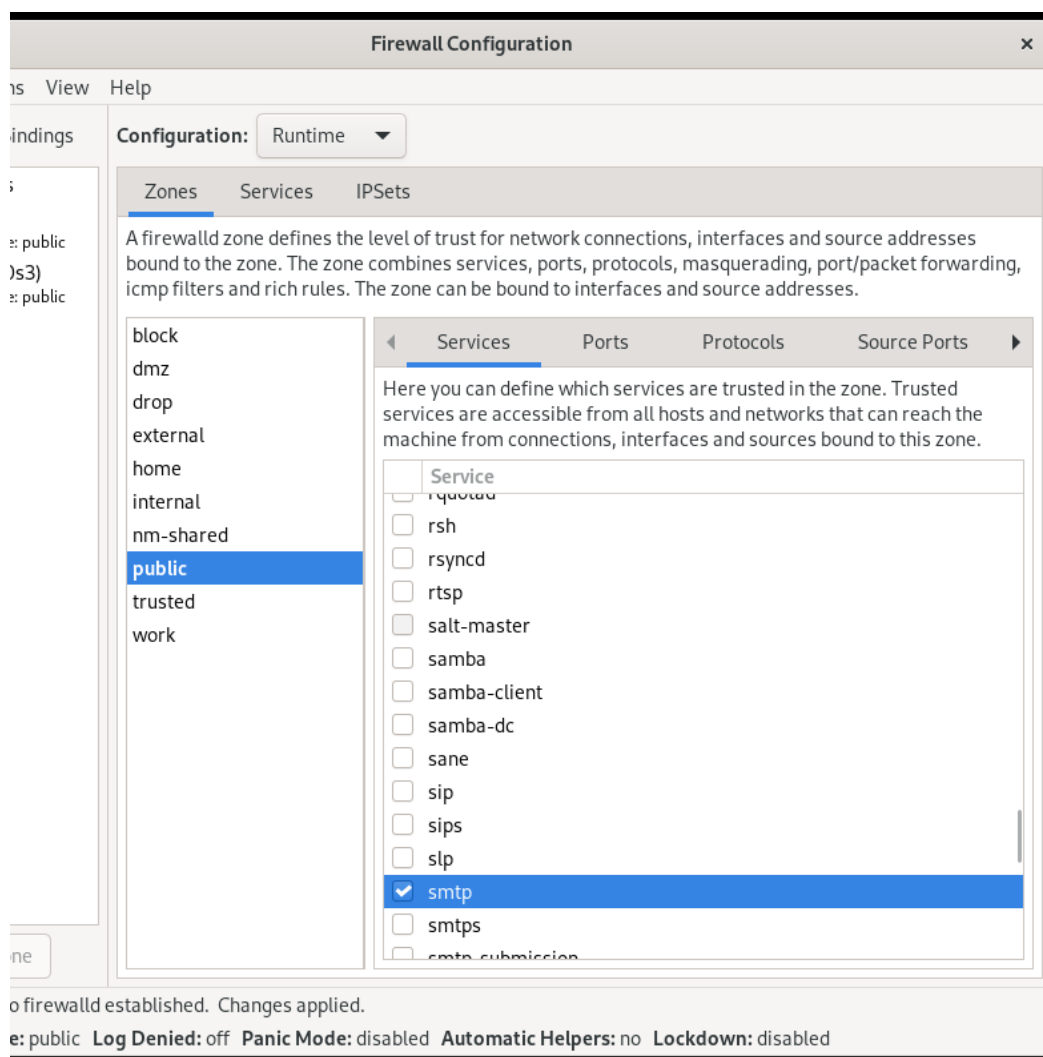 Firewall Configuration
View Help
Configuration: Runtime
Zones Services IPSets
e: public
e: public
A firewalld zone defines the level of trust for network connections, interfaces and source addresses
bound to the zone. The zone combines services, ports, protocols, masquerading, port/packet forwarding,
icmp filters and rich rules. The zone can be bound to interfaces and source addresses.
block
dmz
drop
external
home
internal
nm-shared
public
trusted
work
Services Ports Protocols Source Ports
Here you can define which services are trusted in the zone. Trusted
services are accessible from all hosts and networks that can reach the
machine from connections, interfaces and sources bound to this zone.
Service
rquotad
rsh
rsyncd
rtsp
salt-master
samba
samba-client
samba-dc
sane
sip
sips
slp
smtp
smtps
smtp-submission
o firewalld established. Changes applied.
e: public Log Denied: off Panic Mode: disabled Automatic Helpers: no Lockdown: disabled